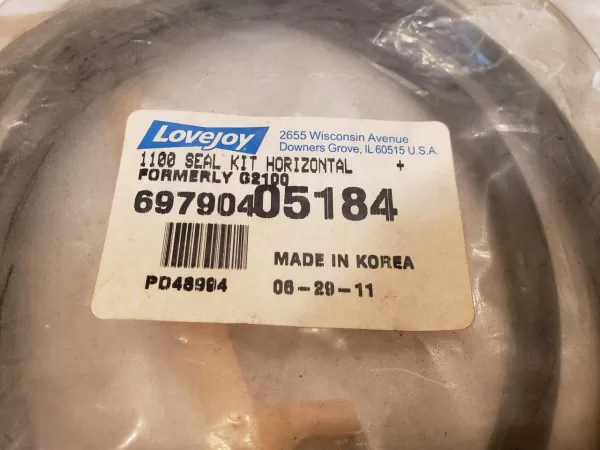 Lovejoy
2655 Wisconsin Avenue
Downers Grove, IL 60515 U.S.A.
1100 SEAL KIT HORIZONTAL +
FORMERLY G2100
69790405184
MADE IN KOREA
PD48994 06-29-11